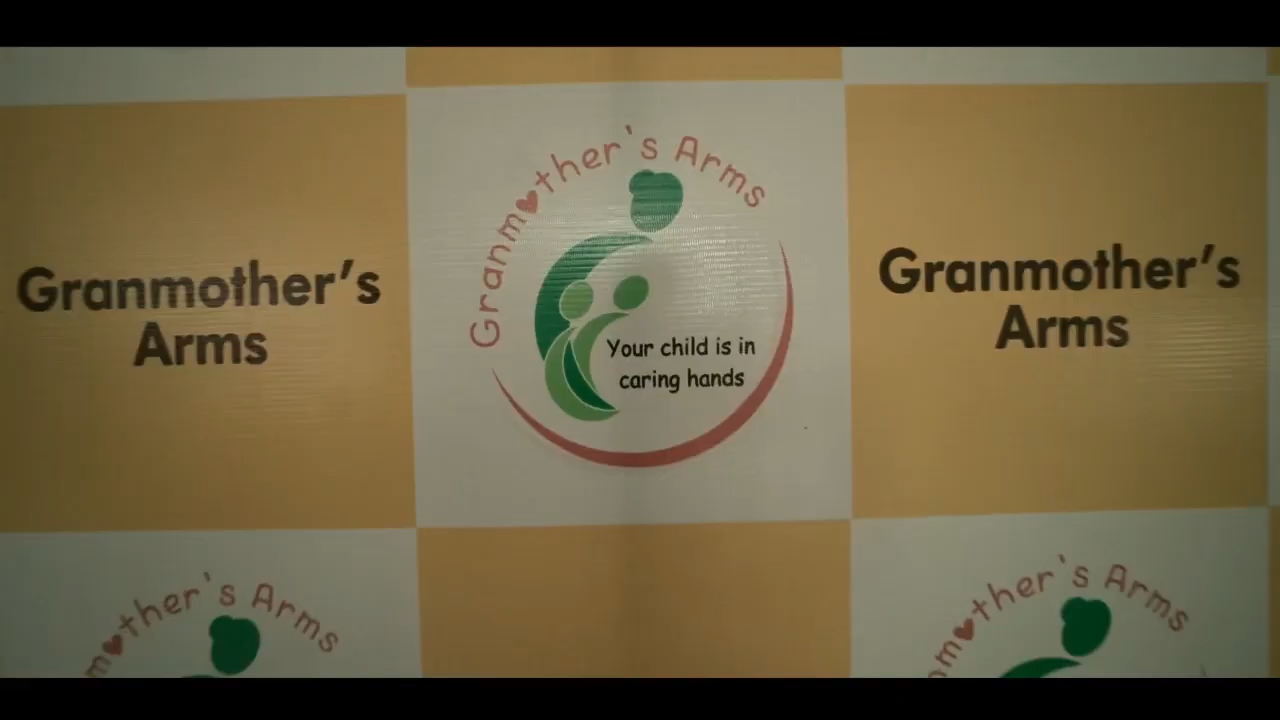 Granmother's Arms
Granmother's
Arms
Your child is in
caring hands
Granmother's
Arms
mother's Arms
mother's Arms